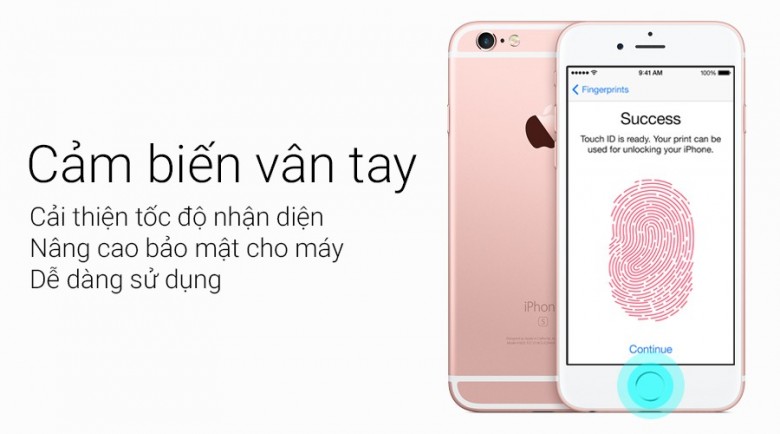 Cảm biến vân tay
Cải thiện tốc độ nhận diện
Nâng cao bảo mật cho máy
Dễ dàng sử dụng
9:41 AM
100%
Fingerprints
Success
Touch ID is ready. Your print can be
used for unlocking your iPhone.
Continue
iPhon
S